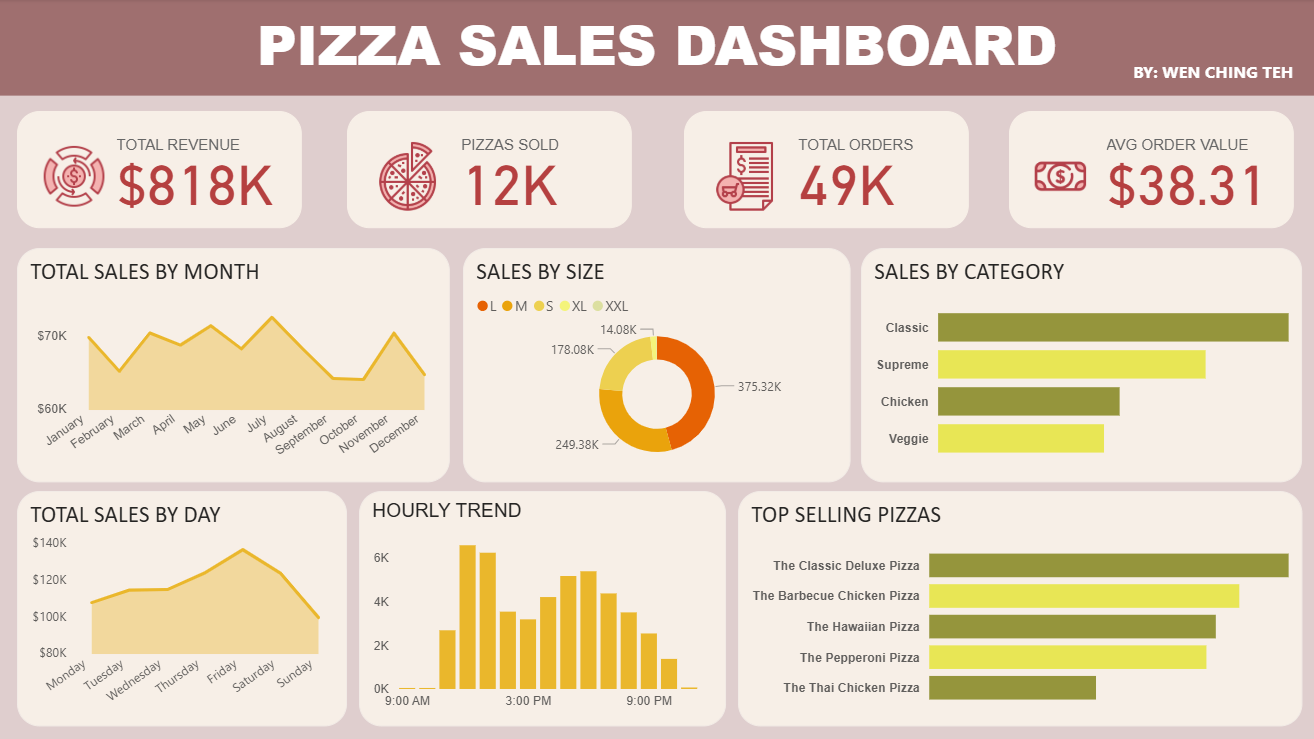 PIZZA SALES DASHBOARD
BY: WEN CHING TEH
TOTAL REVENUE
$818K
PIZZAS SOLD
12K
TOTAL ORDERS
49K
AVG ORDER VALUE
$38.31
TOTAL SALES BY MONTH
$70K
$60K
January
February
March
April
May
June
July
August
September
October
November
December
SALES BY SIZE
L M S XL XXL
14.08K
178.08K
375.32K
249.38K
SALES BY CATEGORY
Classic
Supreme
Chicken
Veggie
TOTAL SALES BY DAY
$140K
$120K
$100K
$80K
Monday
Tuesday
Wednesday
Thursday
Friday
Saturday
Sunday
HOURLY TREND
6K
4K
2K
0K
9:00 AM
3:00 PM
9:00 PM
TOP SELLING PIZZAS
The Classic Deluxe Pizza
The Barbecue Chicken Pizza
The Hawaiian Pizza
The Pepperoni Pizza
The Thai Chicken Pizza